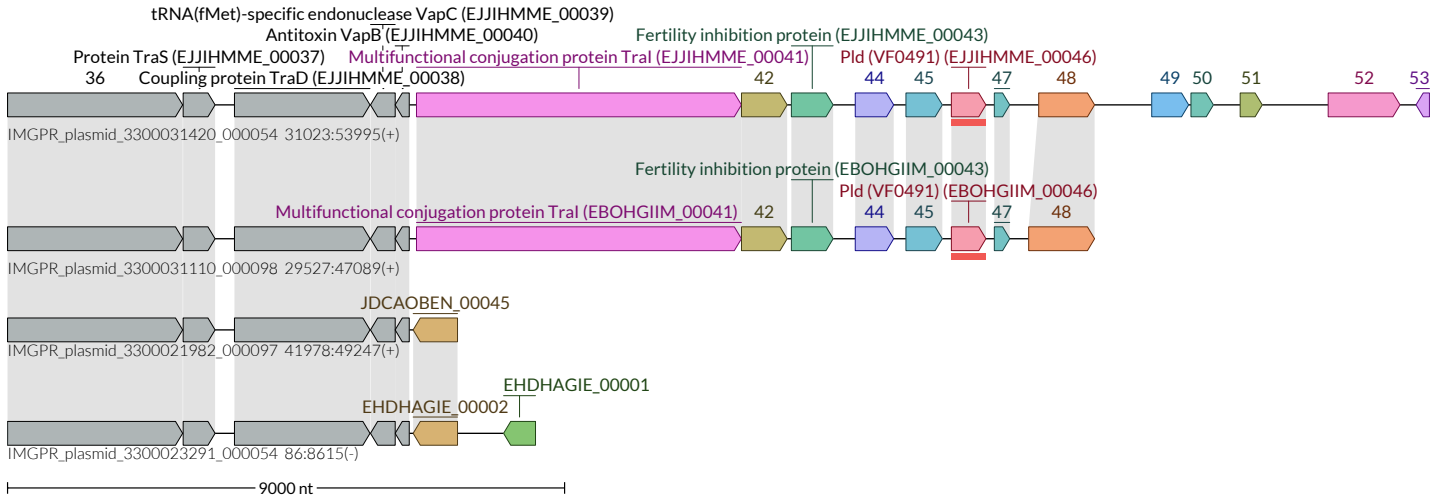 tRNA(fMet)-specific endonuclease VapC (EJJIHMME_00039)
Antitoxin VapB (EJJIHMME_00040) Fertility inhibition protein (EJJIHMME_00043)
Protein TraS (EJJIHMME_00037) Multifunctional conjugation protein TraI (EJJIHMME_00041) Pld (VF0491) (EJJIHMME_00046)
36 Coupling protein TraD (EJJIHMME_00038) 42 44 45 47 48 49 50 51 52 53
IMGPR_plasmid_3300031420_000054 31023:53995(+)
Fertility inhibition protein (EBOHGIIM_00043)
Pld (VF0491) (EBOHGIIM_00046)
Multifunctional conjugation protein TraI (EBOHGIIM_00041) 42 44 45 47 48
IMGPR_plasmid_3300031110_000098 29527:47089(+)
JDCAOBEN_00045
IMGPR_plasmid_3300021982_000097 41978:49247(+)
EHDHAGIE_00001
EHDHAGIE_00002
IMGPR_plasmid_3300023291_000054 86:8615(-)
9000 nt